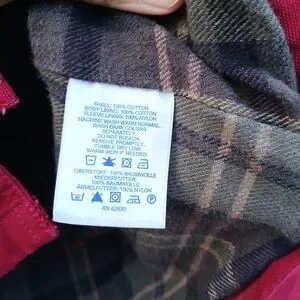 SHELL: 100% COTTON
BODY LINING: 100% COTTON
SLEEVE LINING: 100% NYLON
MACHINE WASH WARM NORMAL.
WASH DARK COLORS
SEPARATELY.
DO NOT BLEACH.
REMOVE PROMPTLY.
TUMBLE DRY LOW.
WARM IRON IF NEEDED.
OBERSTOFF: 100% BAUMWOLLE
MIEDERFUTTER:
100% BAUMWOLLE
ÄRMELFUTTER: 100% NYLON
RN 62830